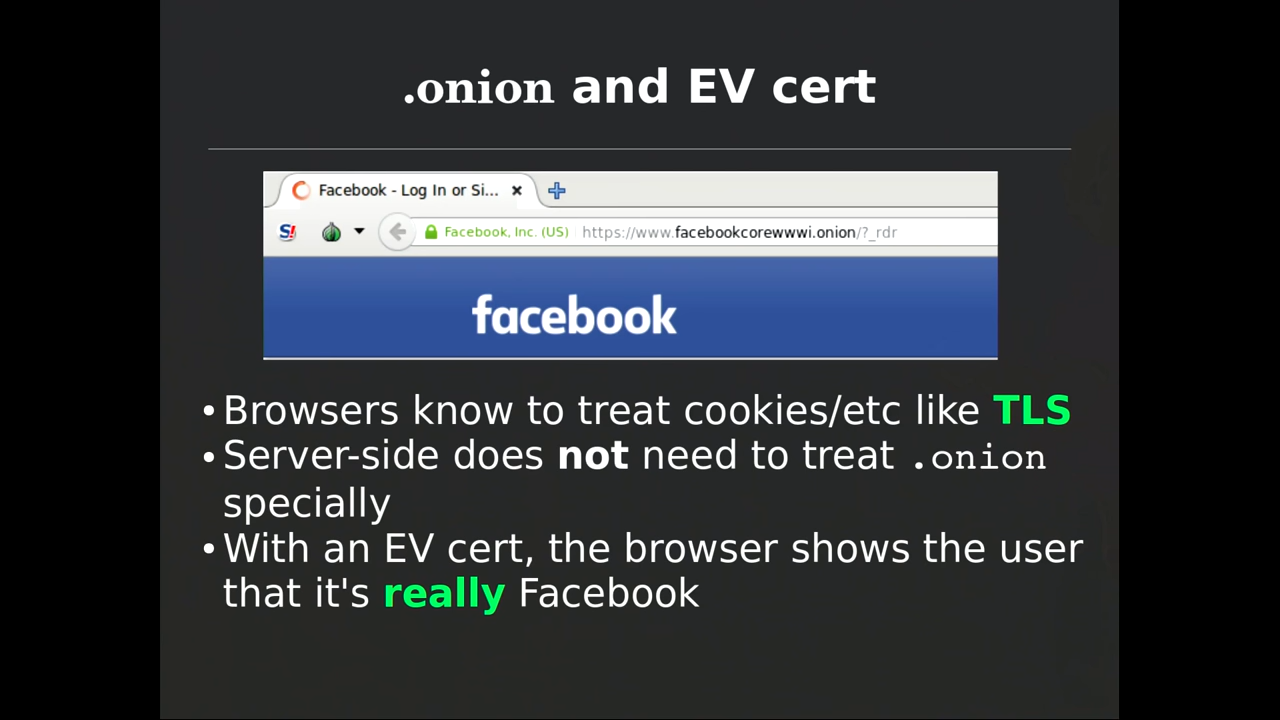 .onion and EV cert
Facebook - Log In or Si...
S!
Facebook, Inc. (US) https://www.facebookcorewwwi.onion/?_rdr
facebook
•Browsers know to treat cookies/etc like TLS
•Server-side does not need to treat .onion
specially
•With an EV cert, the browser shows the user
that it's really Facebook